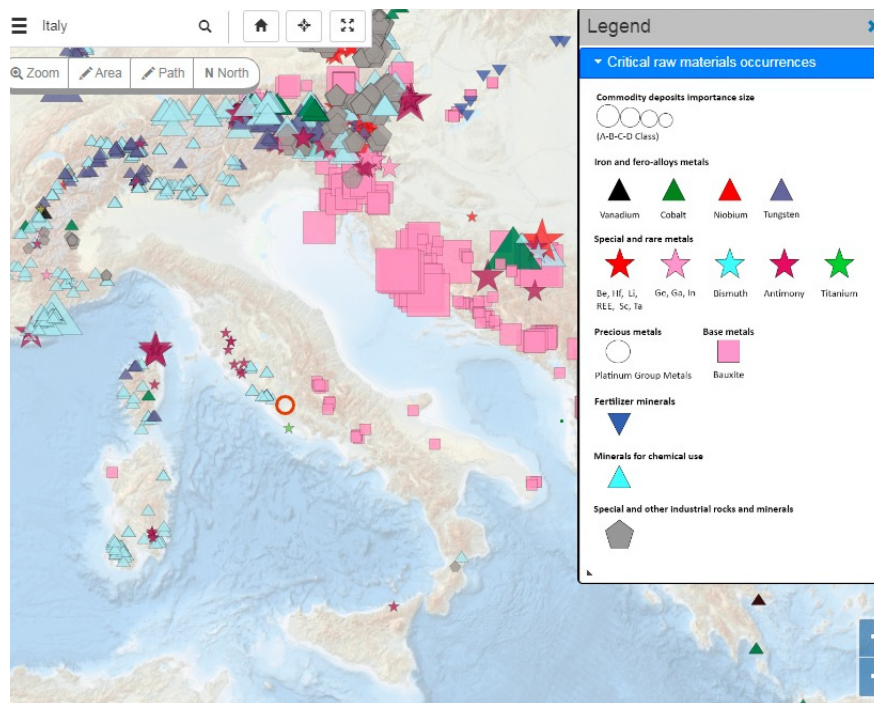 Italy
Zoom
Area
Path
N North
Legend
Critical raw materials occurrences
Commodity deposits importance size
(A-B-C-D Class)
Iron and fero-alloys metals
Vanadium
Cobalt
Niobium
Tungsten
Special and rare metals
Be, Hf, Li,
REE, Sc, Ta
Ge, Ga, In
Bismuth
Antimony
Titanium
Precious metals
Base metals
Platinum Group Metals
Bauxite
Fertilizer minerals
Minerals for chemical use
Special and other industrial rocks and minerals